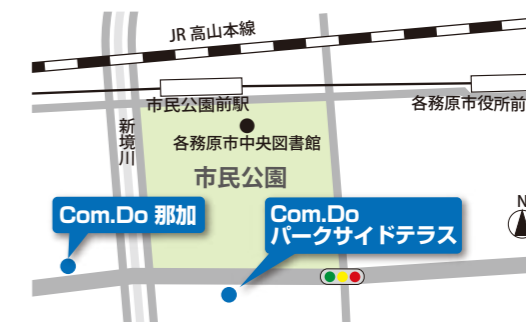 JR 高山本線
市民公園前駅
各務原市役所前
新境川
各務原市中央図書館
市民公園
Com.Do 那加
Com.Do
パークサイドテラス
N